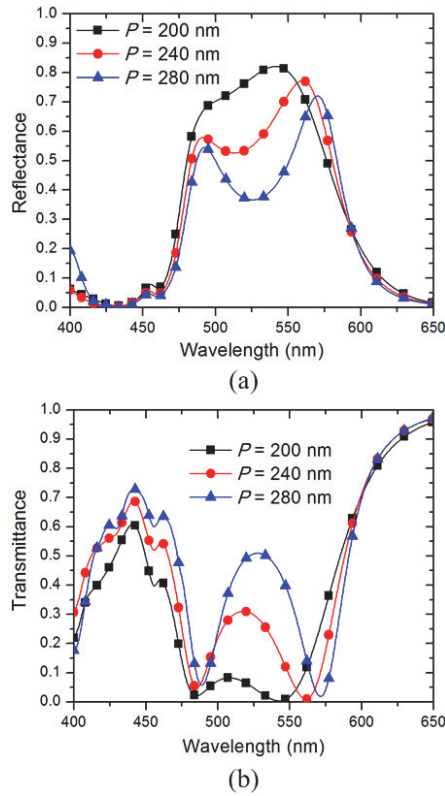 P = 200 nm
P = 240 nm
P = 280 nm
1.0
0.9
0.8
0.7
0.6
0.5
0.4
0.3
0.2
0.1
0.0
Reflectance
400 450 500 550 600 650
Wavelength (nm)
(a)
P = 200 nm
P = 240 nm
P = 280 nm
1.0
0.9
0.8
0.7
0.6
0.5
0.4
0.3
0.2
0.1
0.0
Transmittance
400 450 500 550 600 650
Wavelength (nm)
(b)